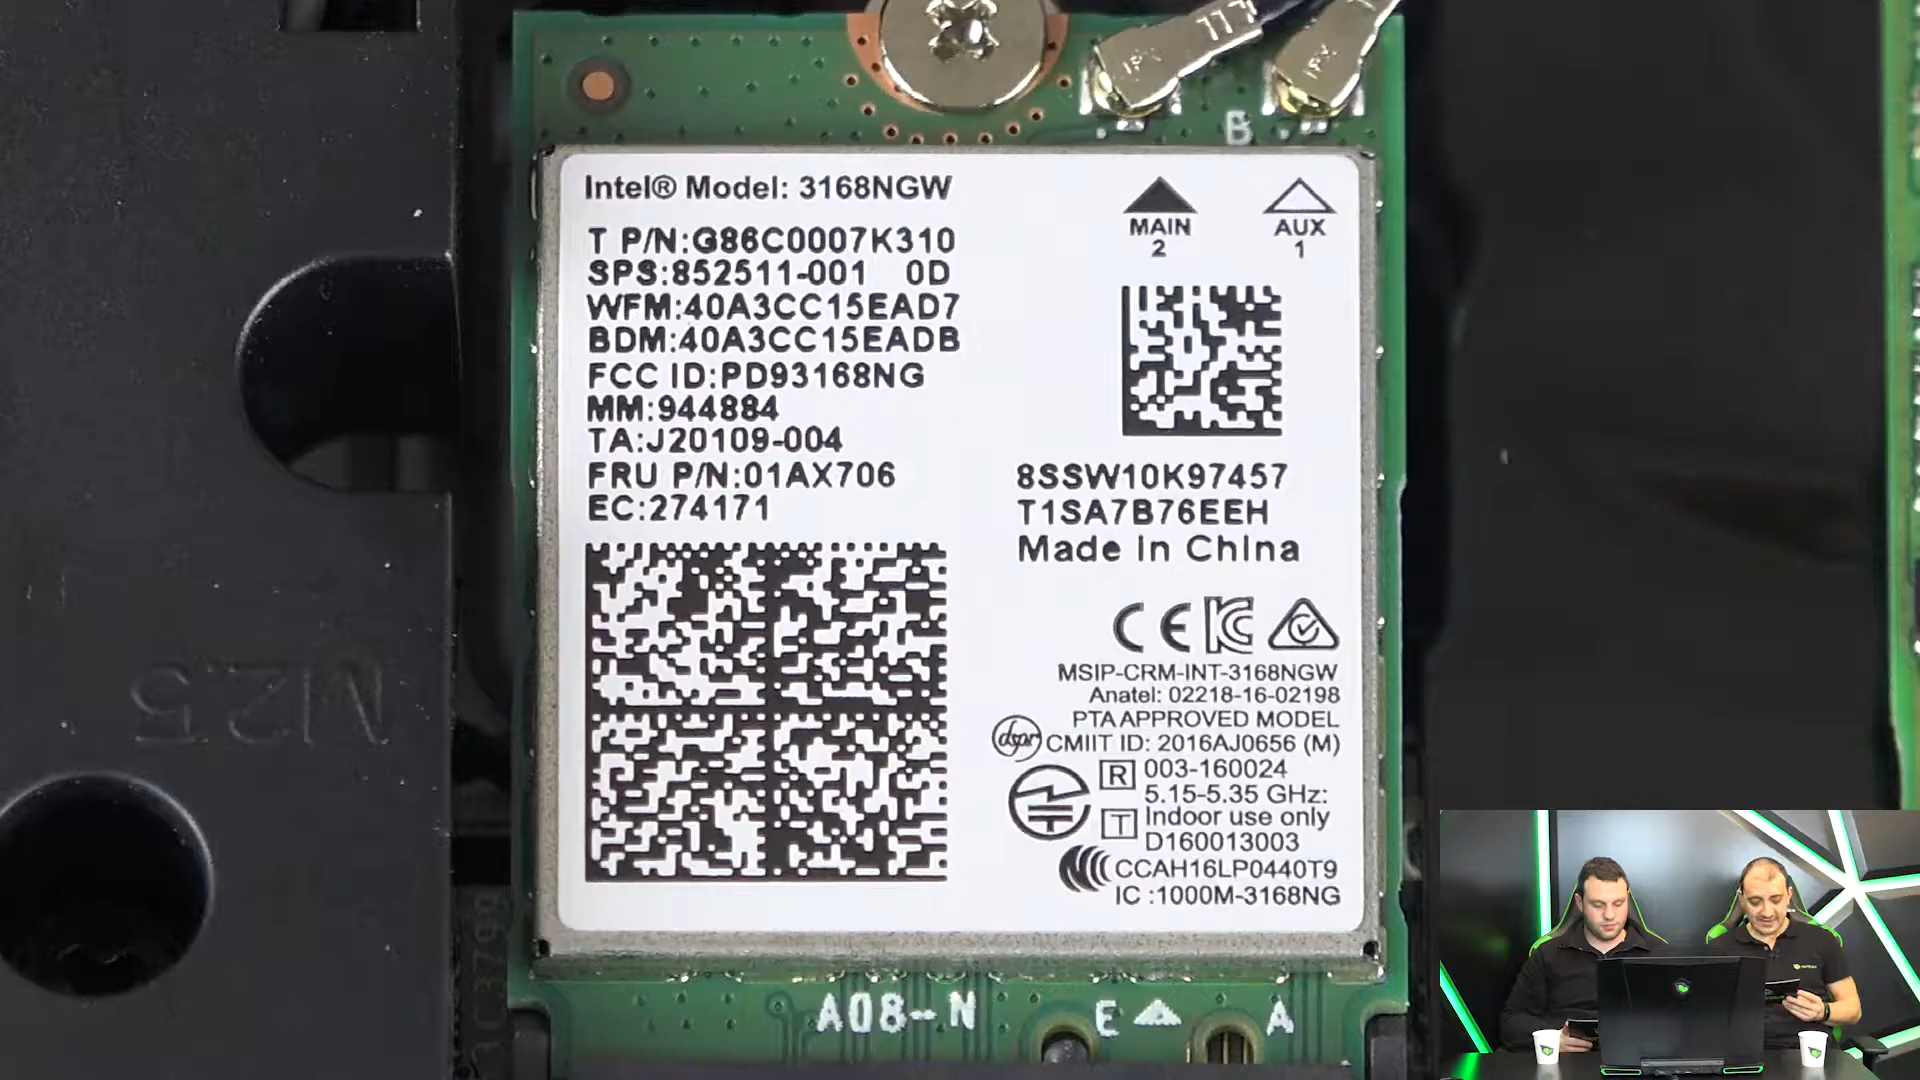 Intel® Model: 3168NGW
T P/N:G86C0007K310
SPS:852511-001 0D
WFM:40A3CC15EAD7
BDM:40A3CC15EADB
FCC ID:PD93168NG
MM:944884
TA:J20109-004
FRU P/N:01AX706
EC:274171
MAIN
2
AUX
1
8SSW10K97457
T1SA7B76EEH
Made in China
CE
MSIP-CRM-INT-3168NGW
Anatel: 02218-16-02198
PTA APPROVED MODEL
CMIIT ID: 2016AJ0656 (M)
R 003-160024
5.15-5.35 GHz:
Indoor use only
T D160013003
CCAH16LP0440T9
IC :1000M-3168NG
B
A08-N
E
A
M2.5